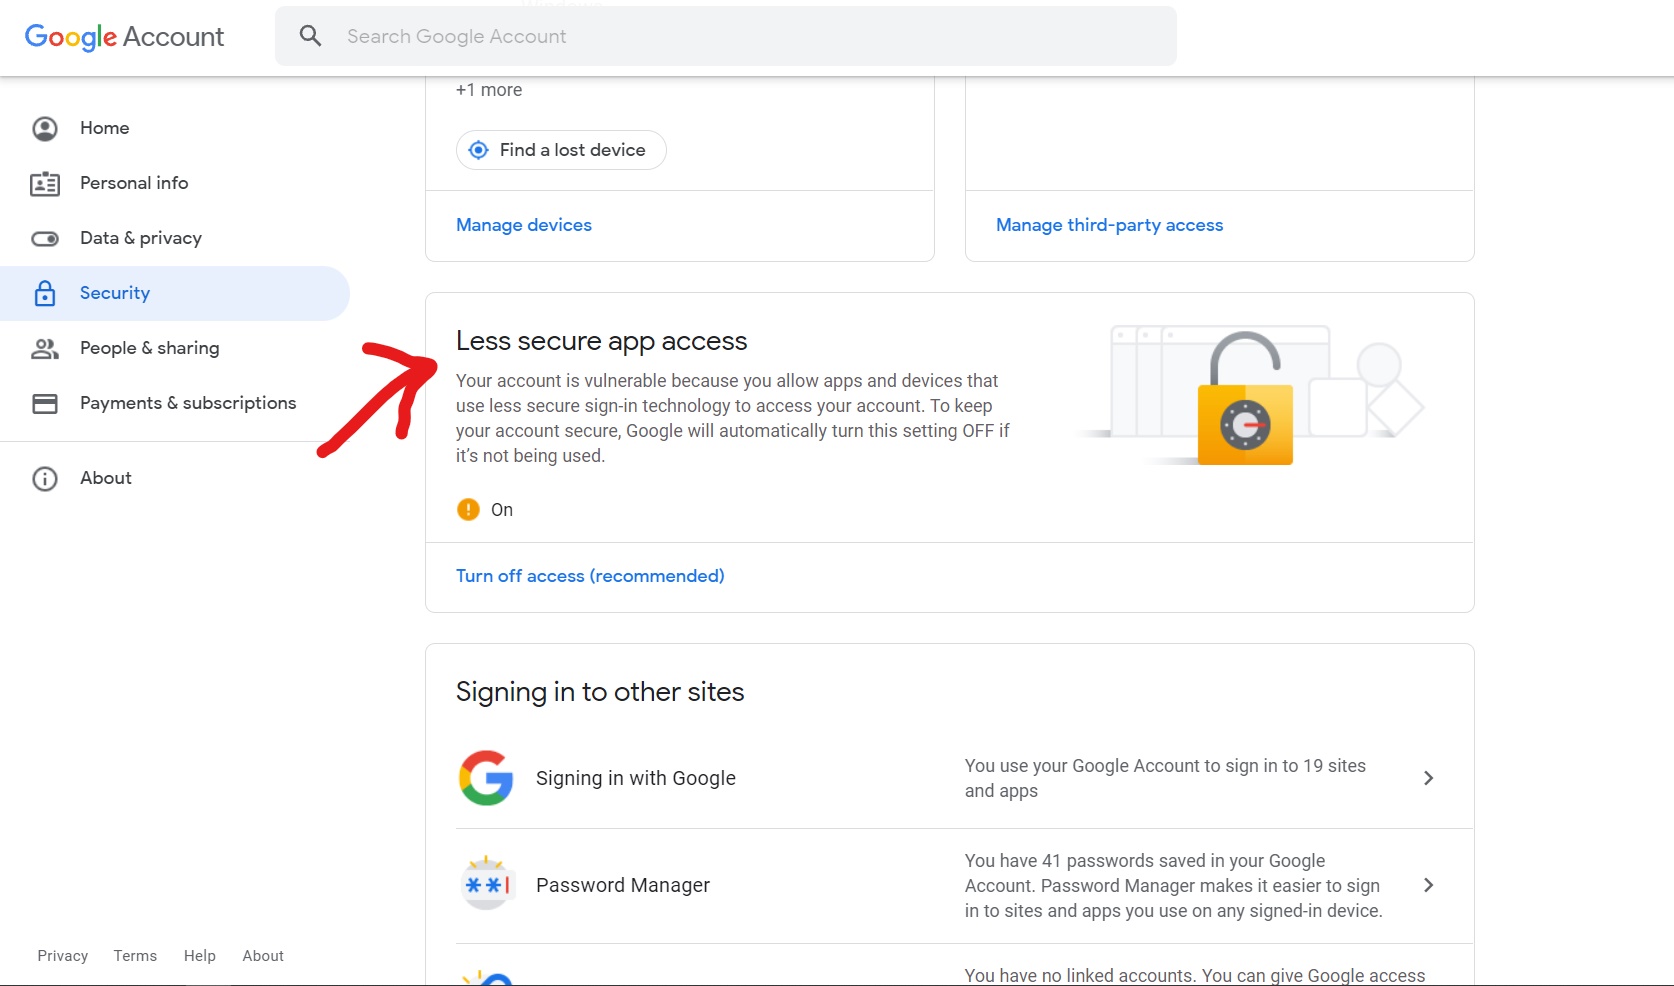 Google Account
Search Google Account
+1 more
Find a lost device
Manage devices
Manage third-party access
Home
Personal info
Data & privacy
Security
People & sharing
Payments & subscriptions
About
Less secure app access
Your account is vulnerable because you allow apps and devices that
use less secure sign-in technology to access your account. To keep
your account secure, Google will automatically turn this setting OFF if
it’s not being used.
On
Turn off access (recommended)
Signing in to other sites
Signing in with Google
You use your Google Account to sign in to 19 sites
and apps
Password Manager
You have 41 passwords saved in your Google
Account. Password Manager makes it easier to sign
in to sites and apps you use on any signed-in device.
You have no linked accounts. You can give Google access
Privacy Terms Help About